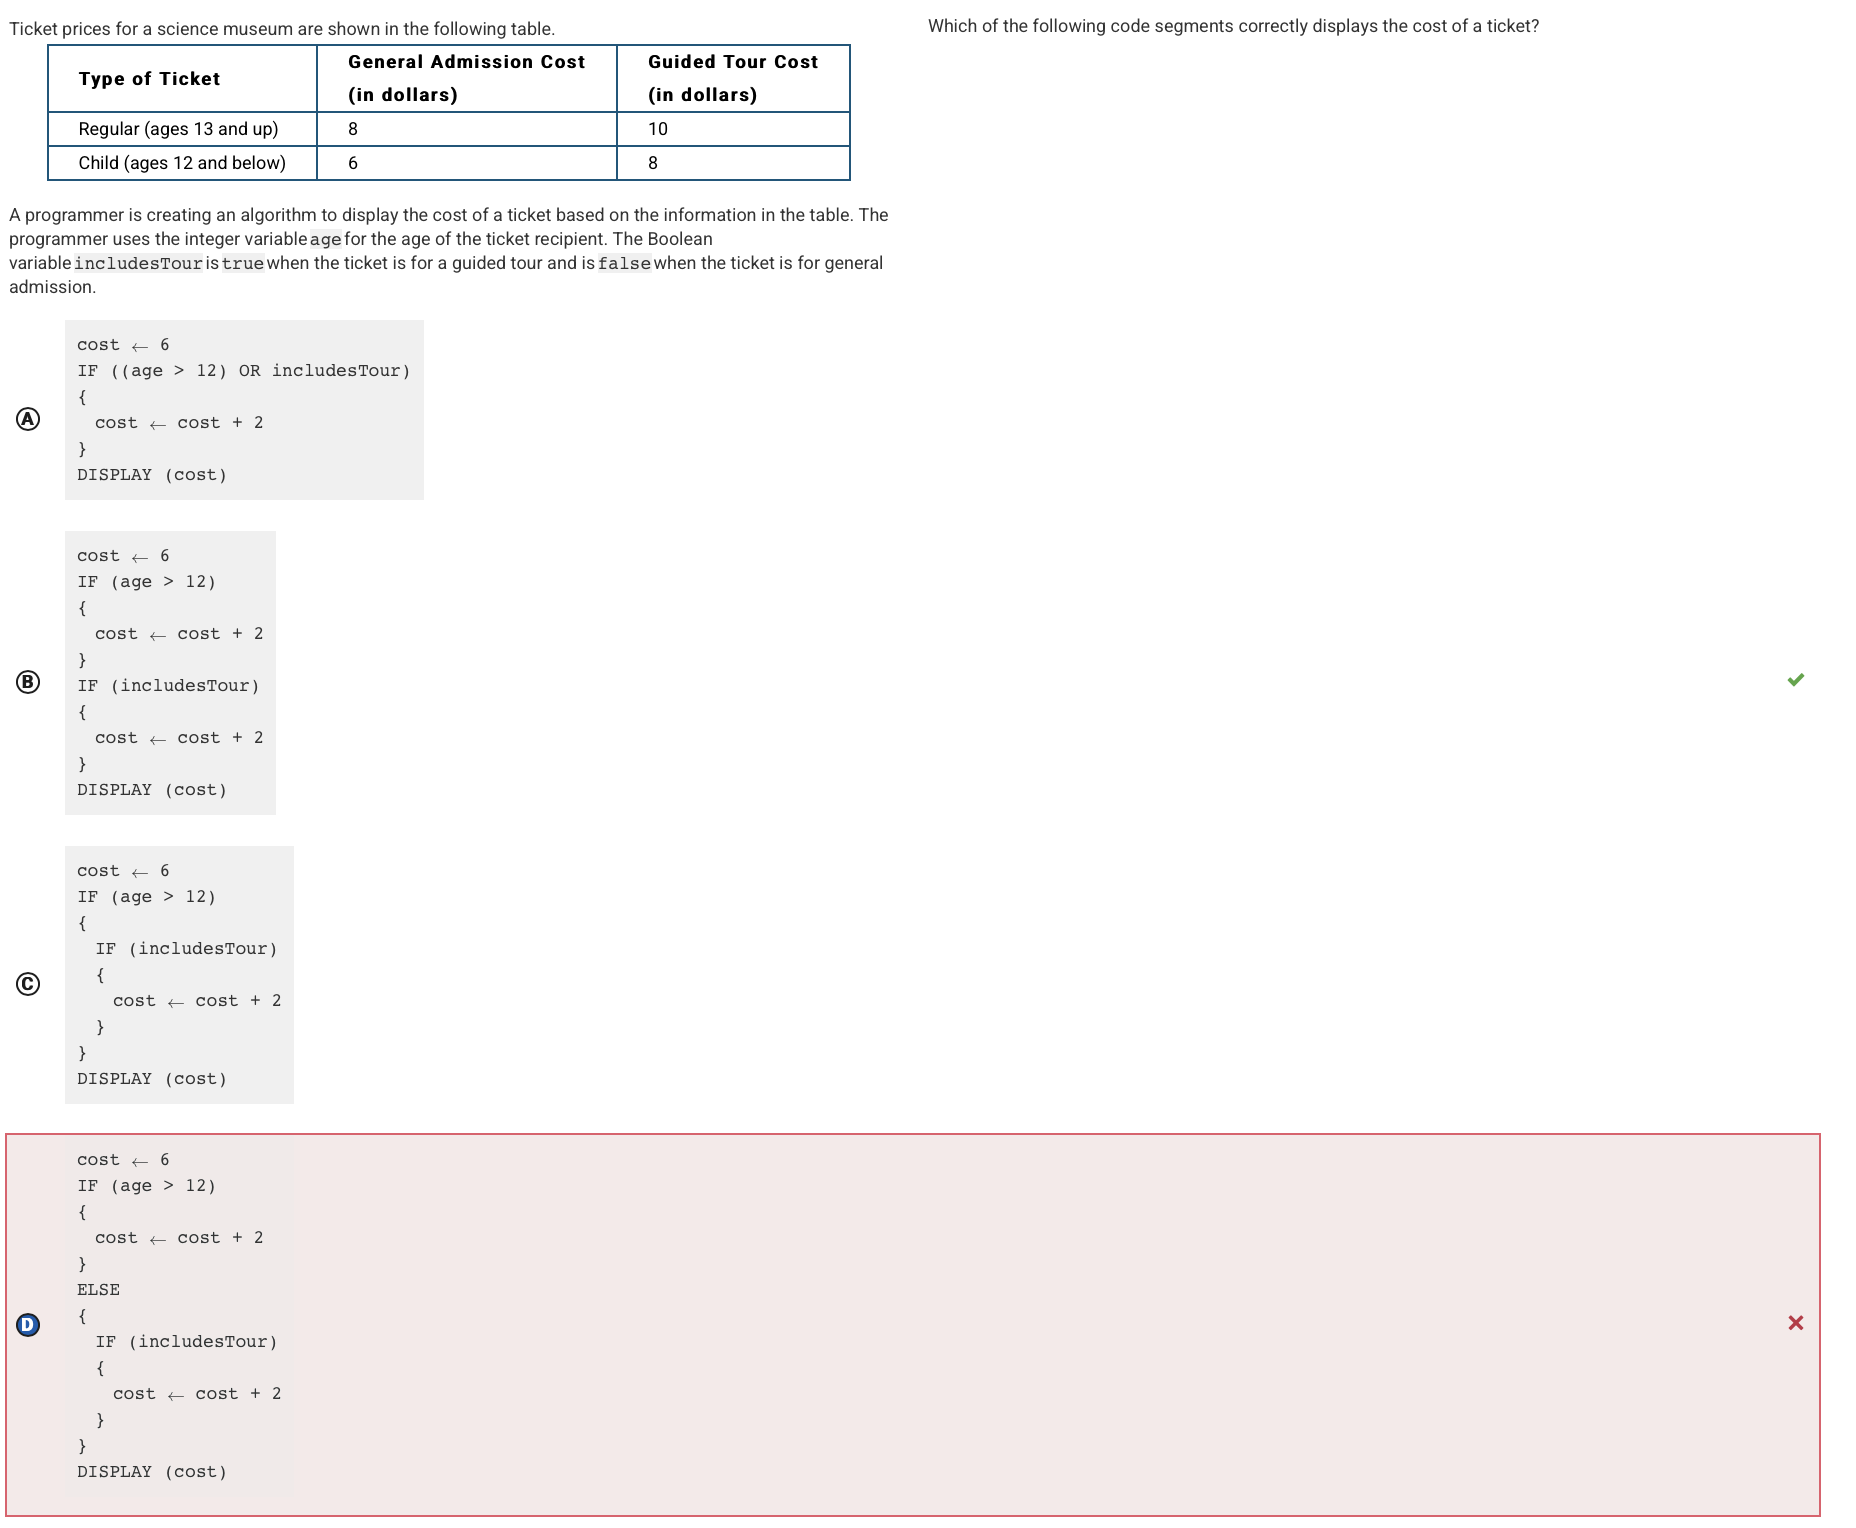 Ticket prices for a science museum are shown in the following table.
Type of Ticket
General Admission Cost
(in dollars)
Guided Tour Cost
(in dollars)
Regular (ages 13 and up)
8
10
Child (ages 12 and below)
6
8
A programmer is creating an algorithm to display the cost of a ticket based on the information in the table. The
programmer uses the integer variable age for the age of the ticket recipient. The Boolean
variable includesTour is true when the ticket is for a guided tour and is false when the ticket is for general
admission.
Which of the following code segments correctly displays the cost of a ticket?
A
cost ← 6
IF ((age > 12) OR includesTour)
{
cost ← cost + 2
}
DISPLAY (cost)
B
cost ← 6
IF (age > 12)
{
cost ← cost + 2
}
IF (includesTour)
{
cost ← cost + 2
}
DISPLAY (cost)
C
cost ← 6
IF (age > 12)
{
IF (includesTour)
{
cost ← cost + 2
}
}
DISPLAY (cost)
D
cost ← 6
IF (age > 12)
{
cost ← cost + 2
}
ELSE
{
IF (includesTour)
{
cost ← cost + 2
}
}
DISPLAY (cost)